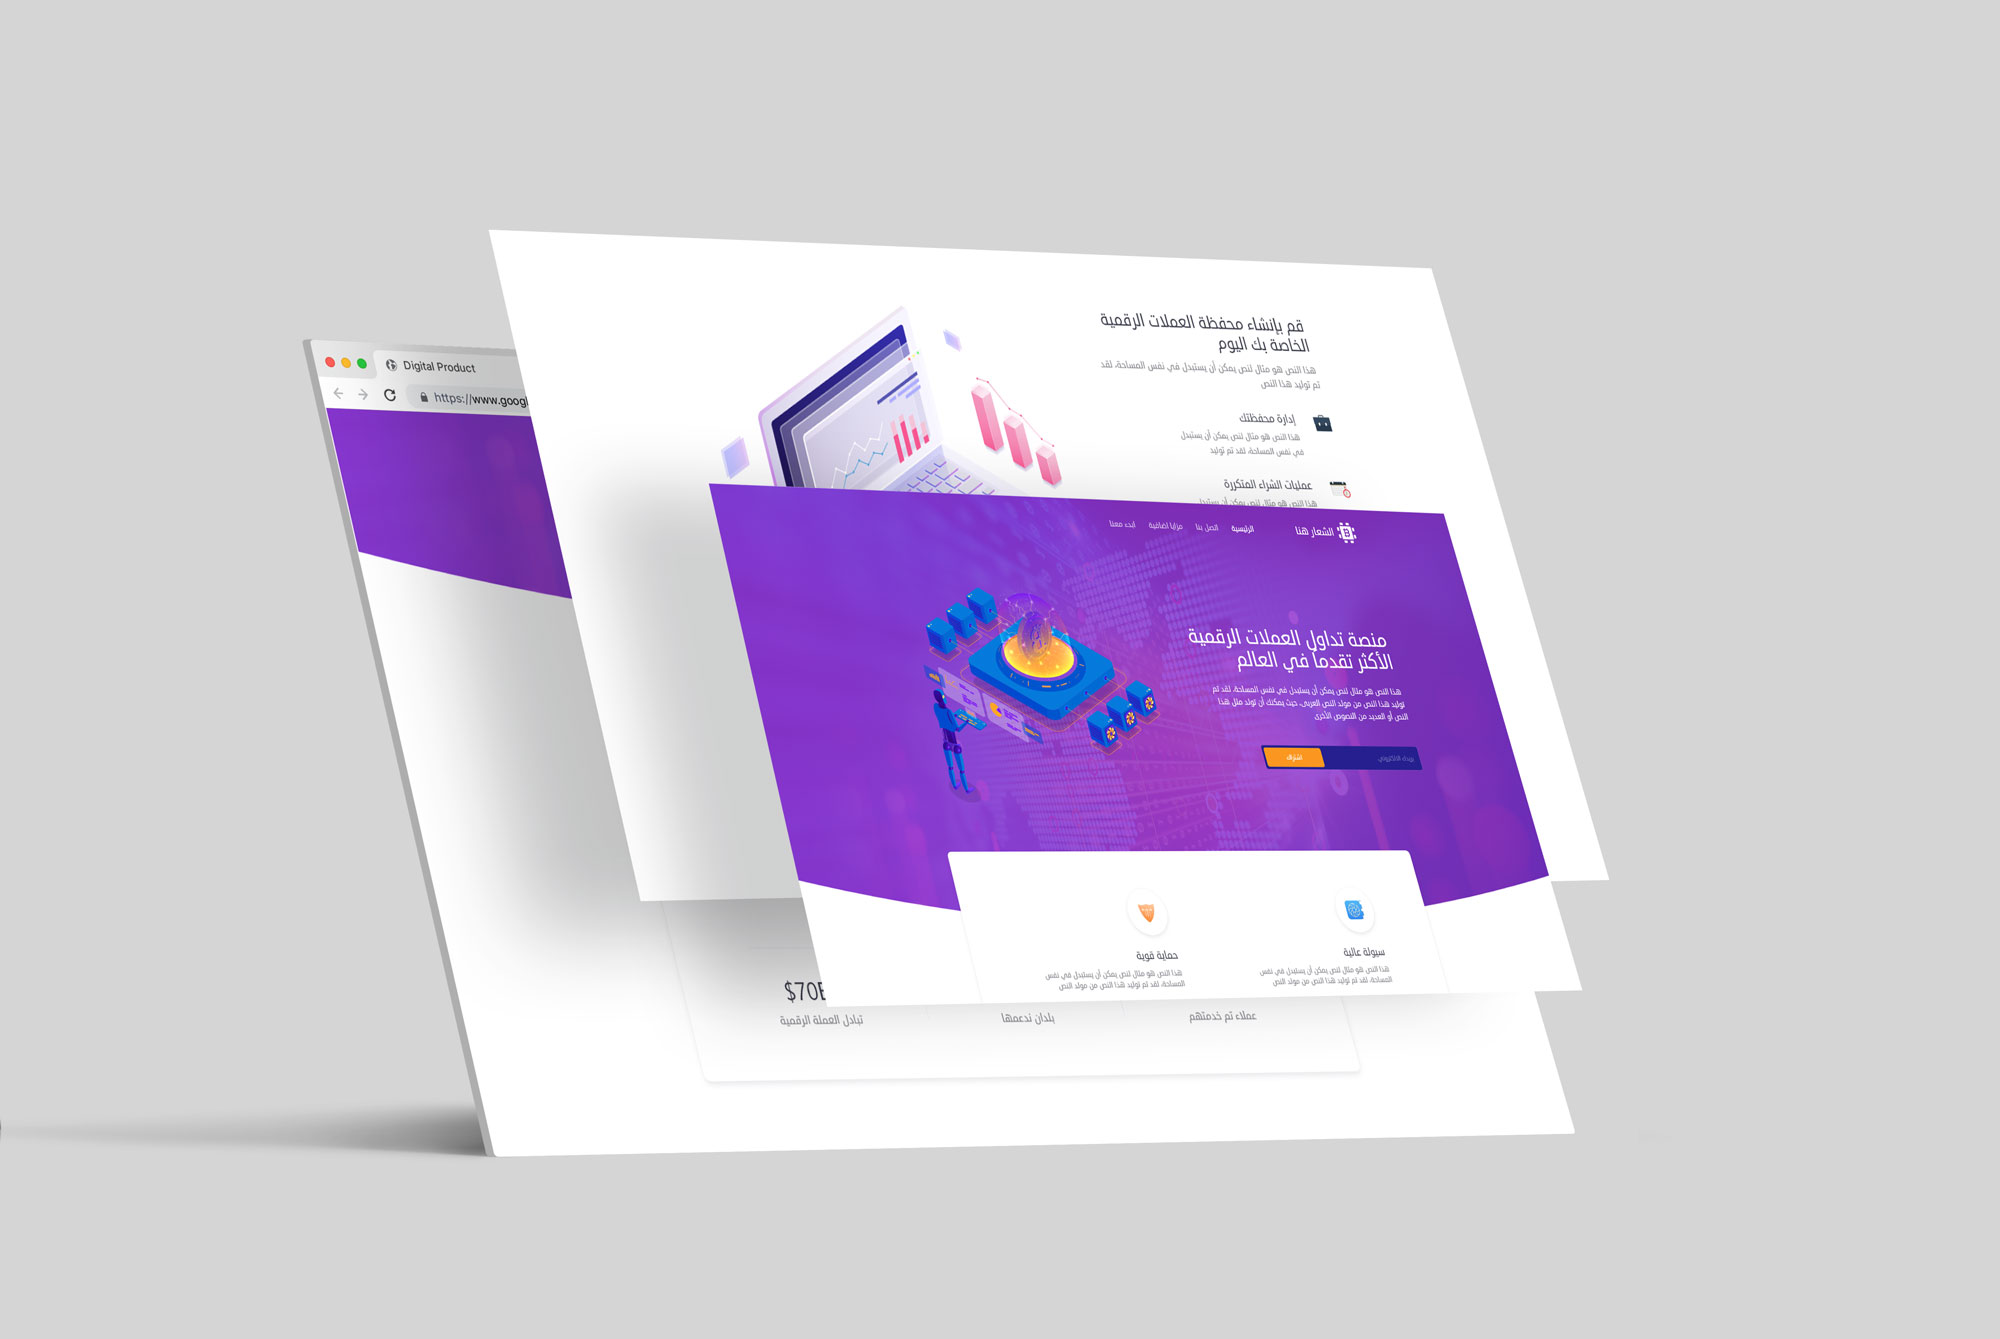 Digital Product
https://www.googl
قم بإنشاء محفظة العملات الرقمية
الخاصة بك اليوم
هذا النص هو مثال لنص يمكن أن يستبدل في نفس المساحة، لقد
تم توليد هذا النص
إدارة محفظتك
هذا النص هو مثال لنص يمكن أن يستبدل
في نفس المساحة، لقد تم توليد
عمليات الشراء المتكررة
هذا النص هو مثال لنص يمكن أن يستبدل
الشعار هنا
الرئيسية
اتصل بنا
مزايا اضافية
ابدء معنا
منصة تداول العملات الرقمية
الأكثر تقدماً في العالم
هذا النص هو مثال لنص يمكن أن يستبدل في نفس المساحة، لقد تم
توليد هذا النص من مولد النص العربى، حيث يمكنك أن تولد مثل هذا
النص أو العديد من النصوص الأخرى
بريدك الالكتروني
اشترك
سيولة عالية
هذا النص هو مثال لنص يمكن أن يستبدل في نفس
المساحة، لقد تم توليد هذا النص من مولد النص
حماية قوية
هذا النص هو مثال لنص يمكن أن يستبدل في نفس
المساحة، لقد تم توليد هذا النص من مولد النص
عملاء تم خدمتهم
بلدان ندعمها
$70B
تبادل العملة الرقمية